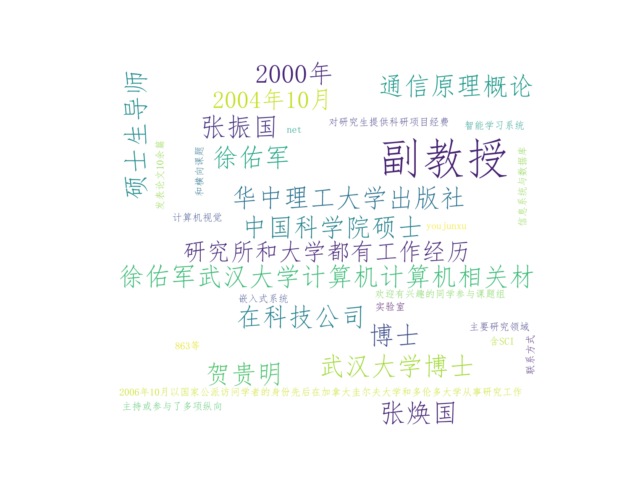 硕士生导师
2000年
2004年10月
通信原理概论
张振国
net
对研究生提供科研项目经费
智能学习系统
发表论文10余篇
和横向课题
徐佑军
副教授
信息系统与数据库
华中理工大学出版社
计算机视觉
中国科学院硕士
youjunxu
研究所和大学都有工作经历
徐佑军武汉大学计算机计算机相关材
嵌入式系统
欢迎有兴趣的同学参与课题组
实验室
在科技公司
博士
主要研究领域
含SCI
联系方式
863等
贺贵明
武汉大学博士
2006年10月以国家公派访问学者的身份先后在加拿大圭尔夫大学和多伦多大学从事研究工作
主持或参与了多项纵向
张焕国